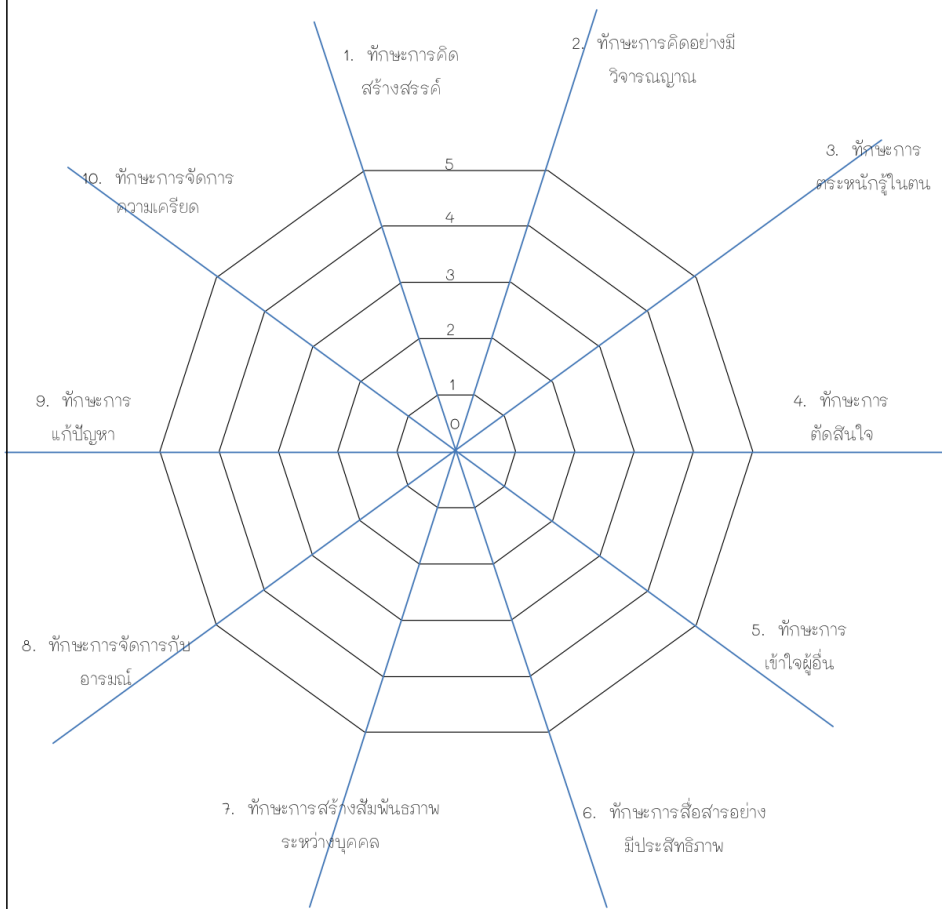 1. ทักษะการคิด
สร้างสรรค์
2. ทักษะการคิดอย่างมี
วิจารณญาณ
3. ทักษะการ
ตระหนักรู้ในตน
10. ทักษะการจัดการ
ความเครียด
5
4
3
2
1
0
9. ทักษะการ
แก้ปัญหา
4. ทักษะการ
ตัดสินใจ
8. ทักษะการจัดการกับ
อารมณ์
5. ทักษะการ
เข้าใจผู้อื่น
7. ทักษะการสร้างสัมพันธภาพ
ระหว่างบุคคล
6. ทักษะการสื่อสารอย่าง
มีประสิทธิภาพ